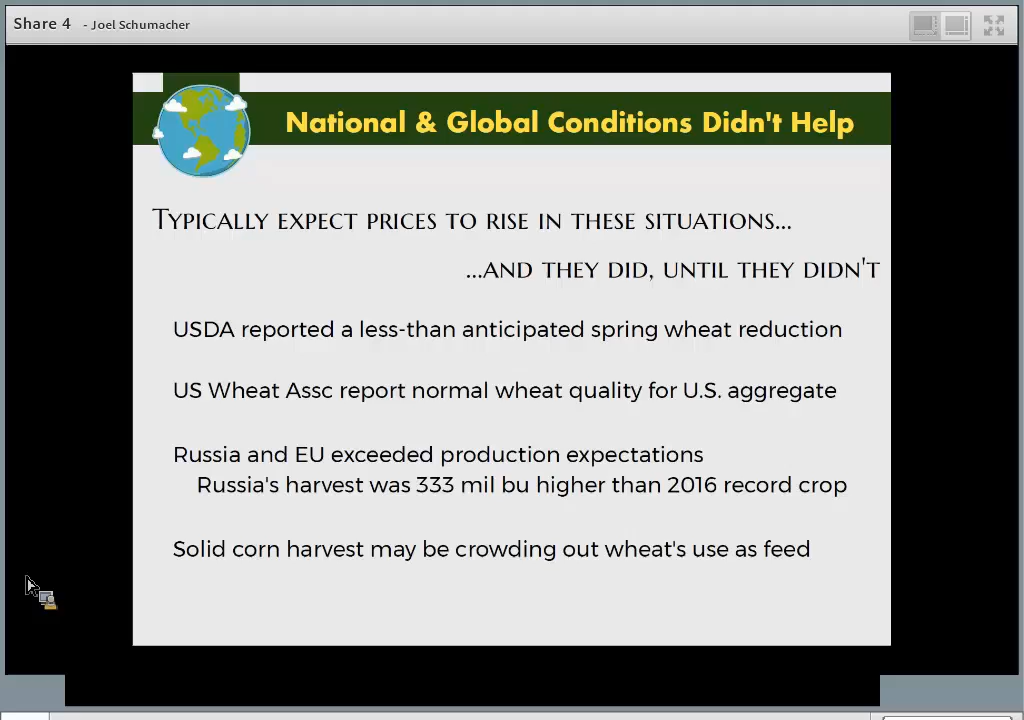 Share 4 - Joel Schumacher
National & Global Conditions Didn't Help
Typically expect prices to rise in these situations...
...and they did, until they didn't
USDA reported a less-than anticipated spring wheat reduction
US Wheat Assc report normal wheat quality for U.S. aggregate
Russia and EU exceeded production expectations
Russia's harvest was 333 mil bu higher than 2016 record crop
Solid corn harvest may be crowding out wheat's use as feed